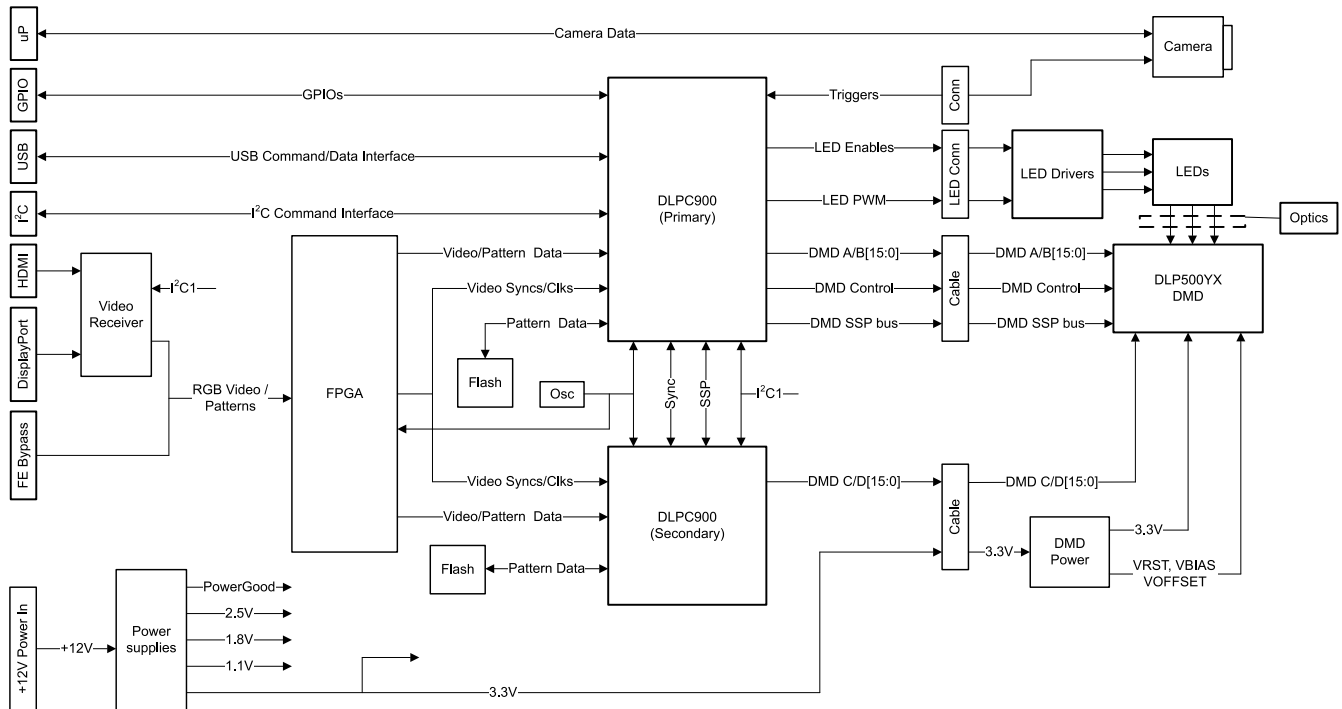 uP
Camera Data
Camera
GPIO
GPIOs
Triggers
Conn
USB
USB Command/Data Interface
LED Enables
LED Conn
LED Drivers
LEDs
DLPC900
(Primary)
I²C
I²C Command Interface
LED PWM
Optics
HDMI
Video
Receiver
I²C1
FPGA
Video/Pattern Data
DMD A/B[15:0]
Cable
DMD A/B[15:0]
DLP500YX
DMD
Video Syncs/Clks
DMD Control
DMD Control
DisplayPort
Pattern Data
DMD SSP bus
DMD SSP bus
Flash
Osc
Sync
SSP
I²C1
RGB Video /
Patterns
FE Bypass
Video Syncs/Clks
DMD C/D[15:0]
Cable
DMD C/D[15:0]
Video/Pattern Data
DLPC900
(Secondary)
3.3V
3.3V
DMD
Power
VRST, VBIAS
VOFFSET
Flash
Pattern Data
+12V Power In
+12V
Power
supplies
PowerGood
2.5V
1.8V
1.1V
3.3V